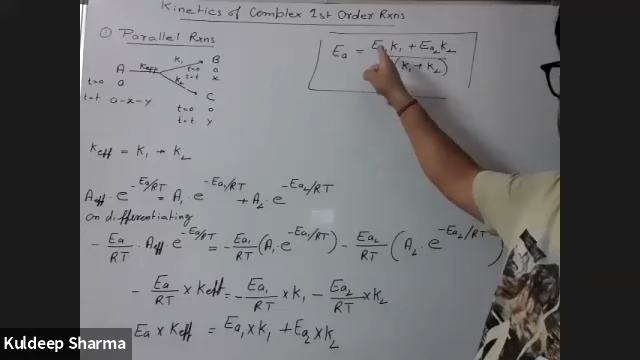 Kinetics of Complex 1st Order Rxns
① Parallel Rxns
A keff K₁ B
t=0 t=t 0 x
K₂
t=0 a C
t=t a-x-y t=0 0
t=t y
Ea = Ea₁K₁ + Ea₂K₂
(K₁ + K₂)
Keff = K₁ + K₂
Aeff · e^-Ea/RT = A₁ · e^-Ea₁/RT + A₂ · e^-Ea₂/RT
on differentiating
- Ea/RT · Aeff e^-Ea/RT = - Ea₁/RT (A₁ · e^-Ea₁/RT) - Ea₂/RT (A₂ · e^-Ea₂/RT)
- Ea/RT × Keff = - Ea₁/RT × K₁ - Ea₂/RT × K₂
Ea × Keff = Ea₁ × K₁ + Ea₂ × K₂
Kuldeep Sharma